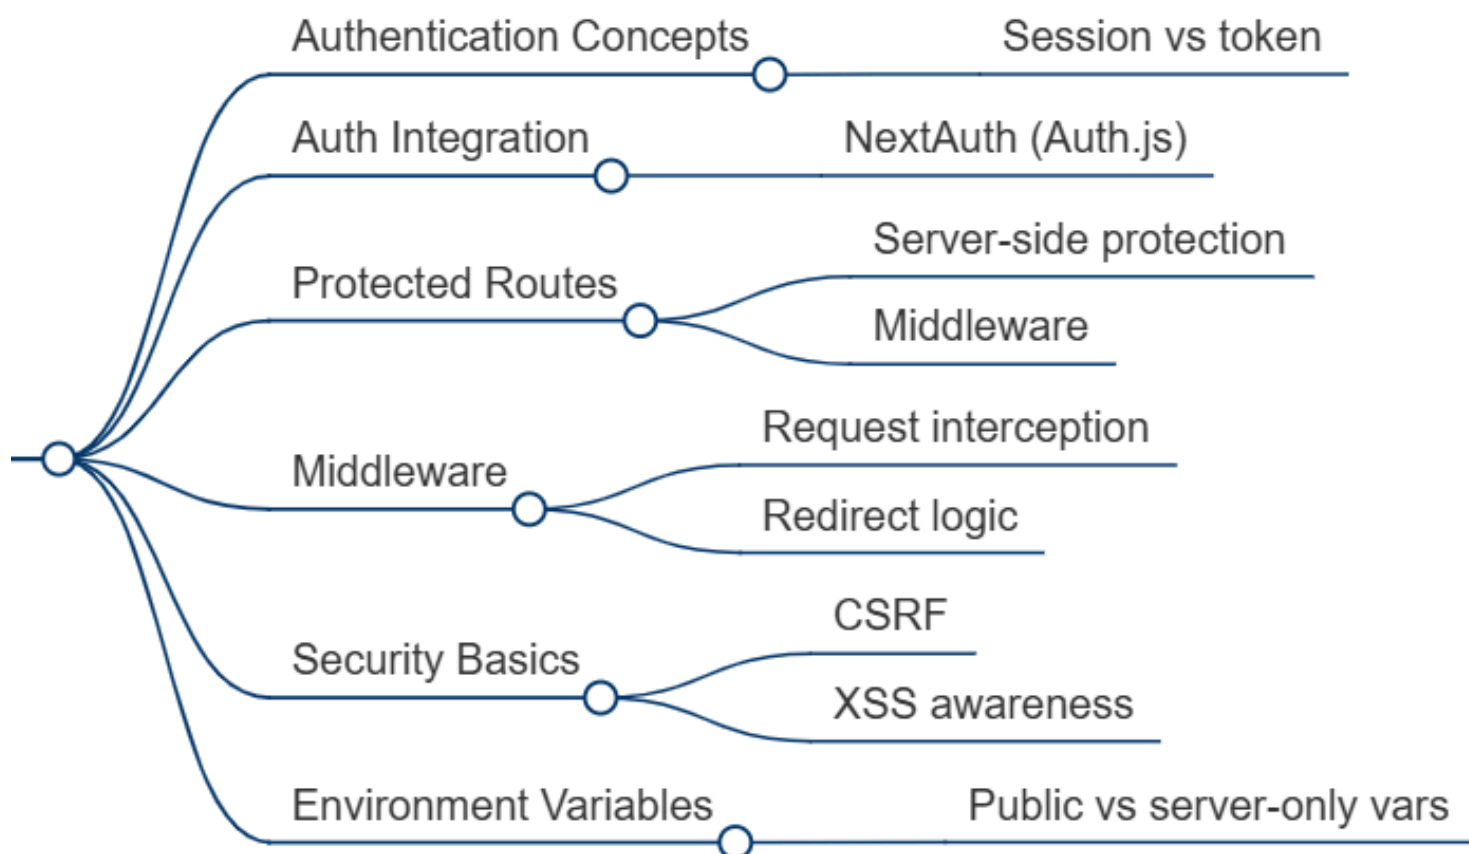 Authentication Concepts
Session vs token
Auth Integration
NextAuth (Auth.js)
Protected Routes
Server-side protection
Middleware
Middleware
Request interception
Redirect logic
Security Basics
CSRF
XSS awareness
Environment Variables
Public vs server-only vars